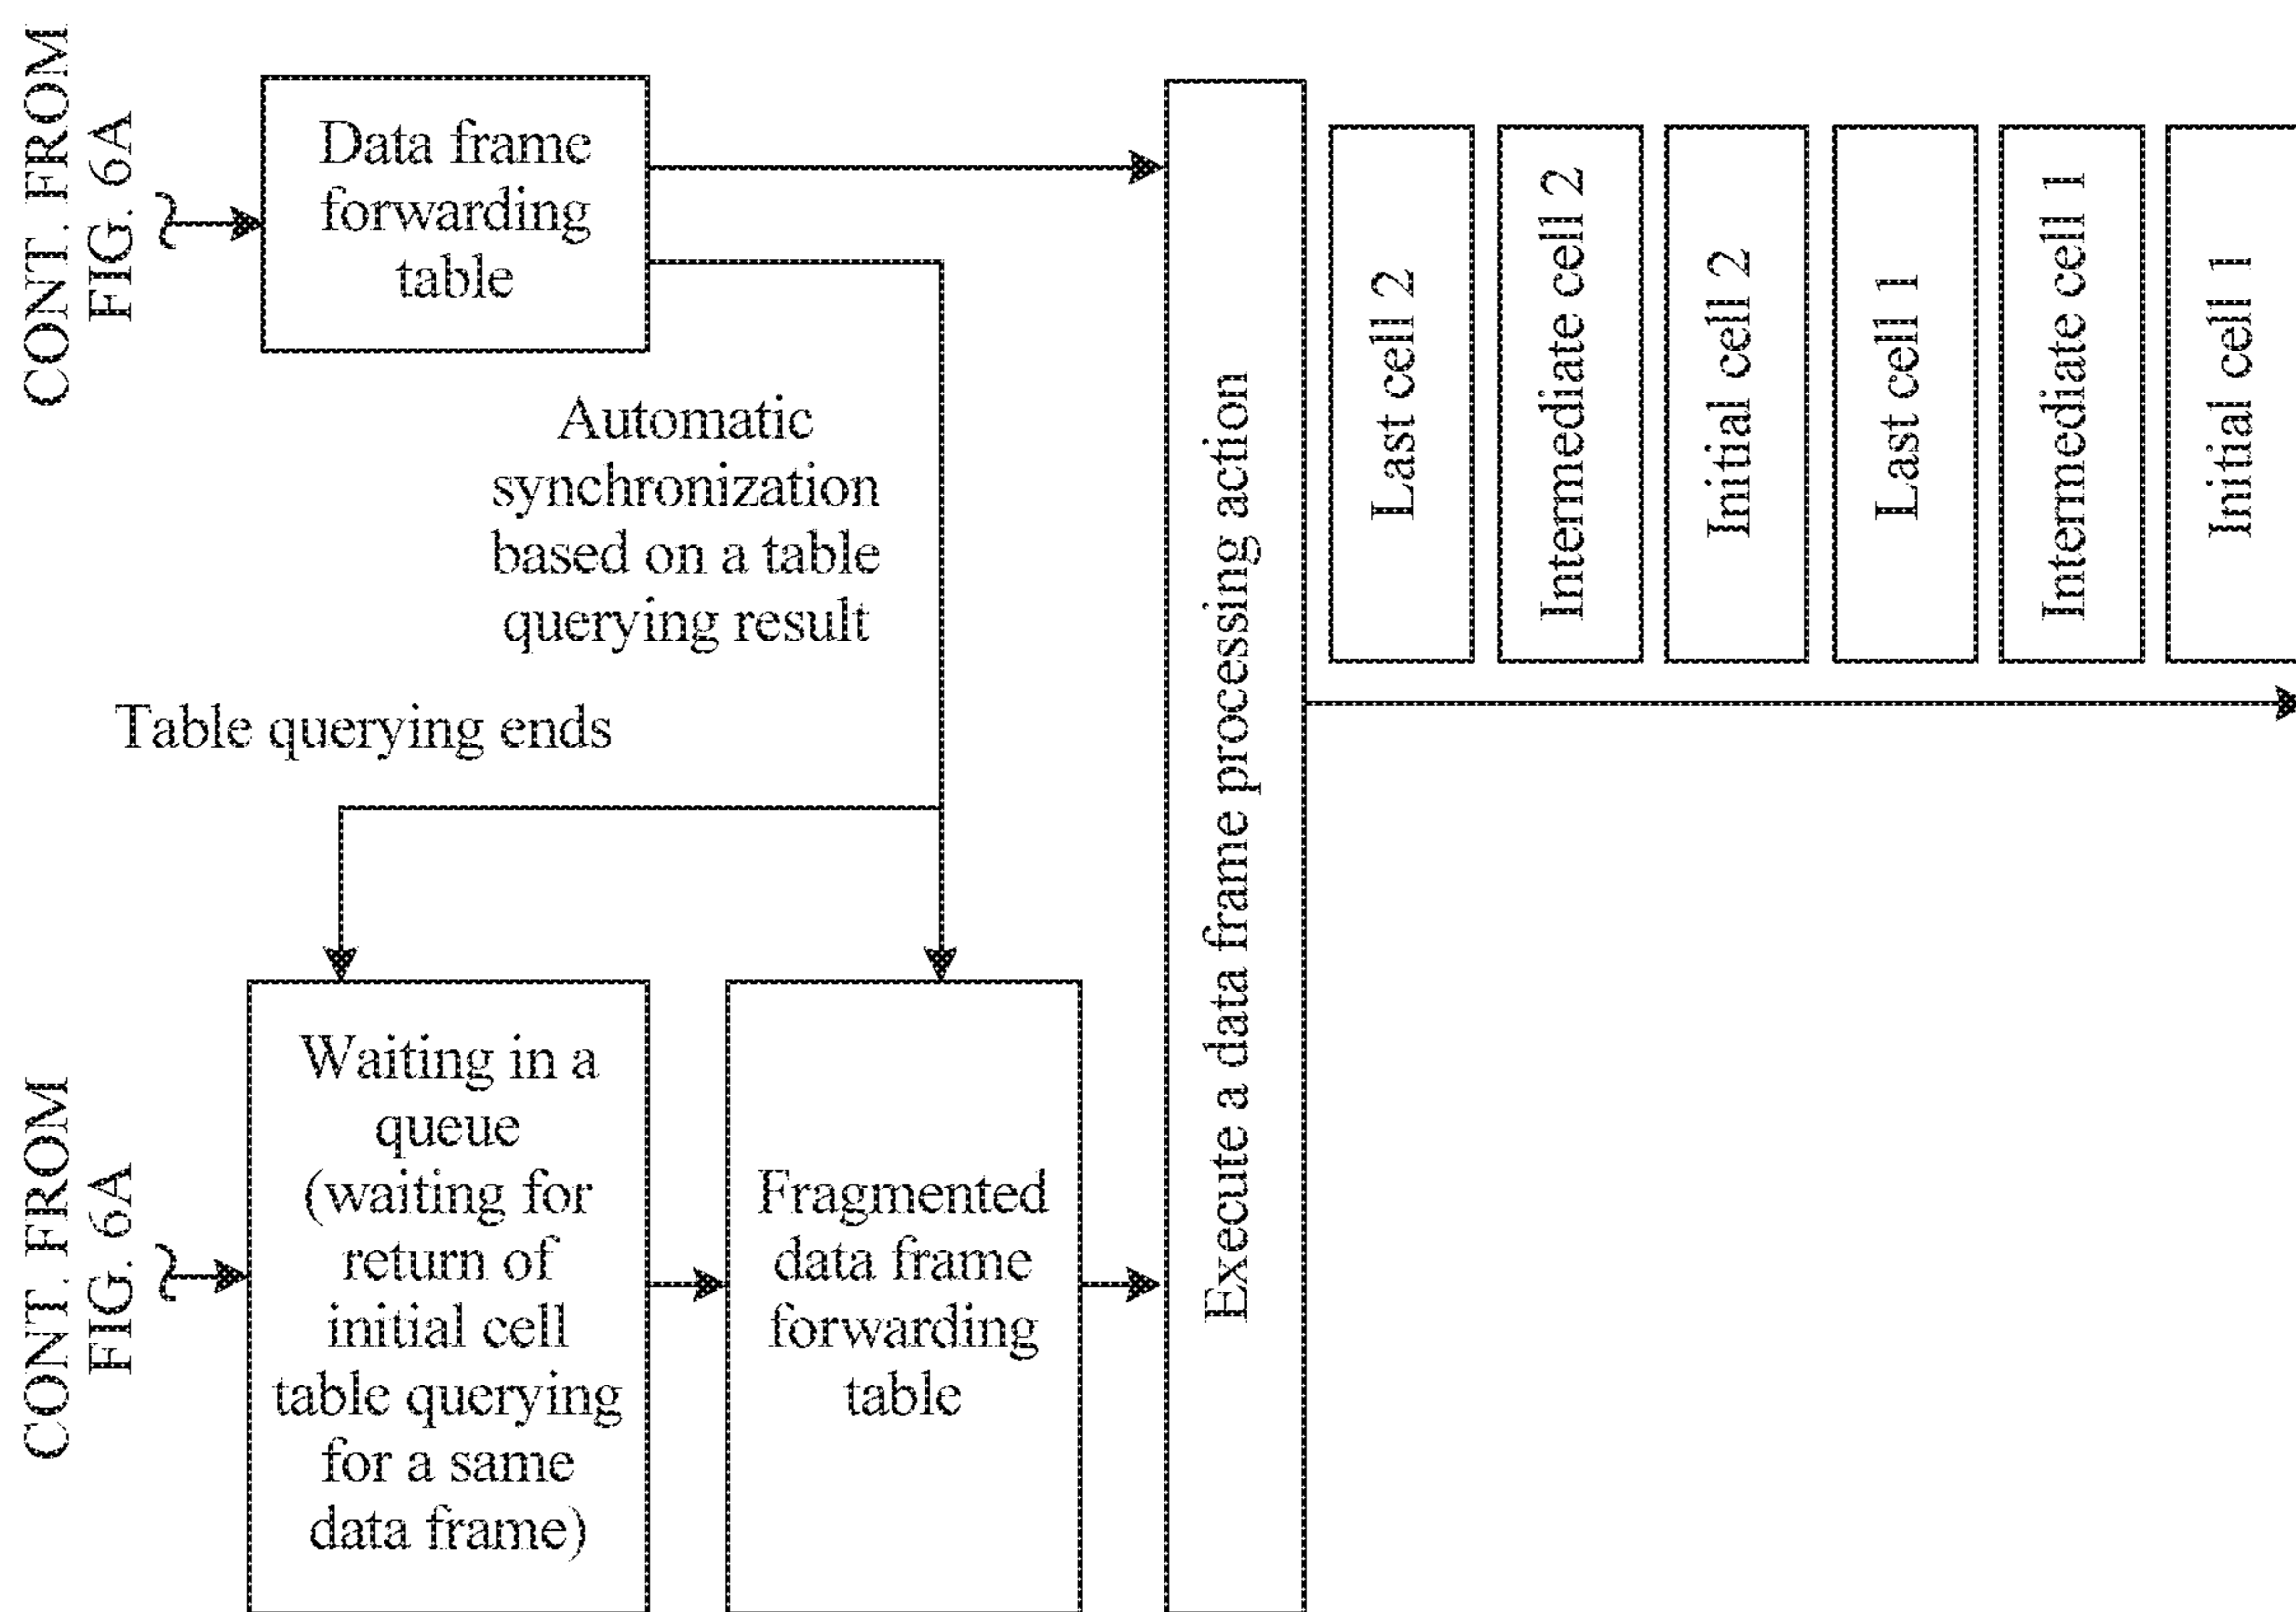 CONT. FROM
FIG. 6A
Data frame
forwarding
table
Automatic
synchronization
based on a table
querying result
Table querying ends
CONT. FROM
FIG. 6A
Waiting in a
queue
(waiting for
return of
initial cell
table querying
for a same
data frame)
Fragmented
data frame
forwarding
table
Execute a data frame processing action
Last cell 2
Intermediate cell 2
Initial cell 2
Last cell 1
Intermediate cell 1
Initial cell 1